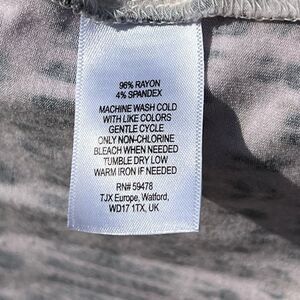 96% RAYON
4% SPANDEX
MACHINE WASH COLD
WITH LIKE COLORS
GENTLE CYCLE
ONLY NON-CHLORINE
BLEACH WHEN NEEDED
TUMBLE DRY LOW
WARM IRON IF NEEDED
RN# 59478
TJX Europe, Watford,
WD17 1TX, UK